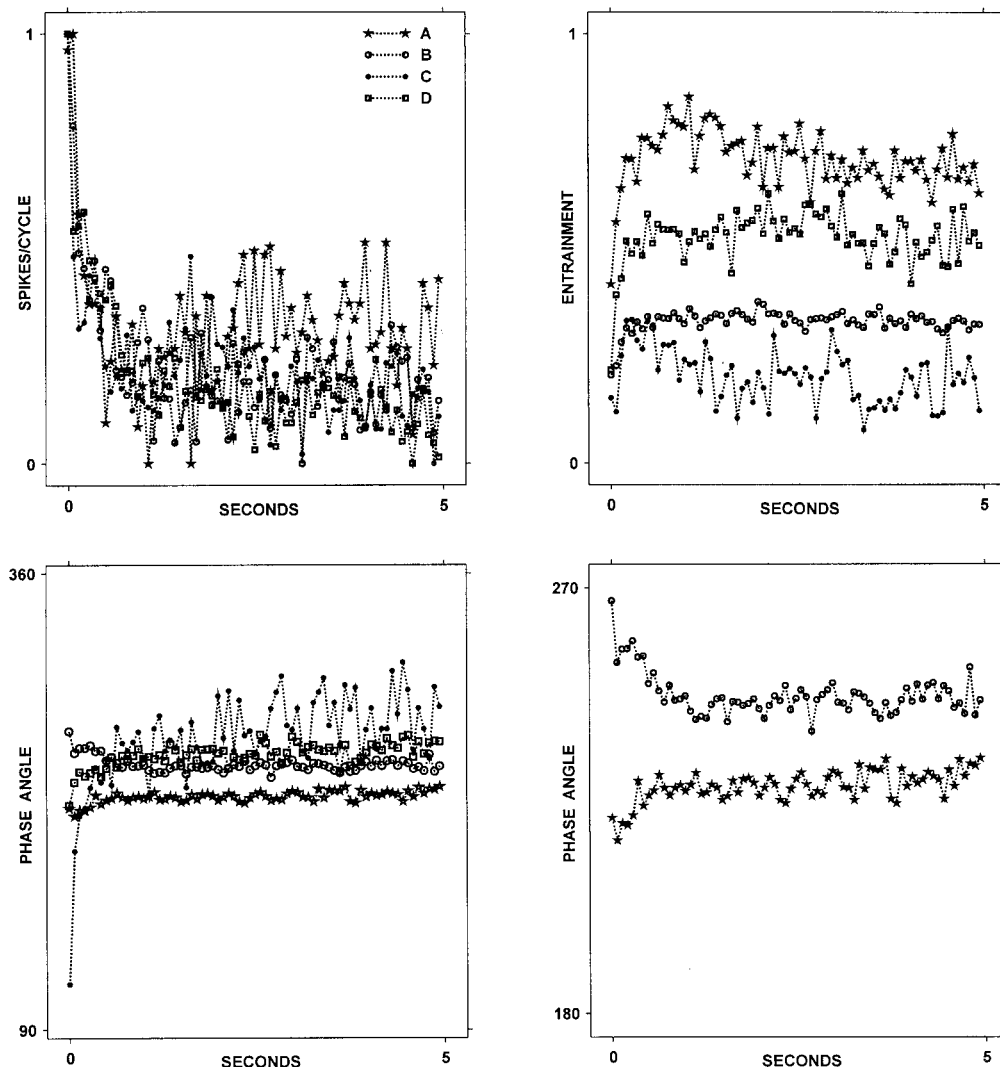 1
SPIKES/CYCLE
A
B
C
D
0
0
5
SECONDS
1
ENTRAINMENT
0
0
5
SECONDS
360
PHASE ANGLE
90
0
5
SECONDS
270
PHASE ANGLE
180
0
5
SECONDS